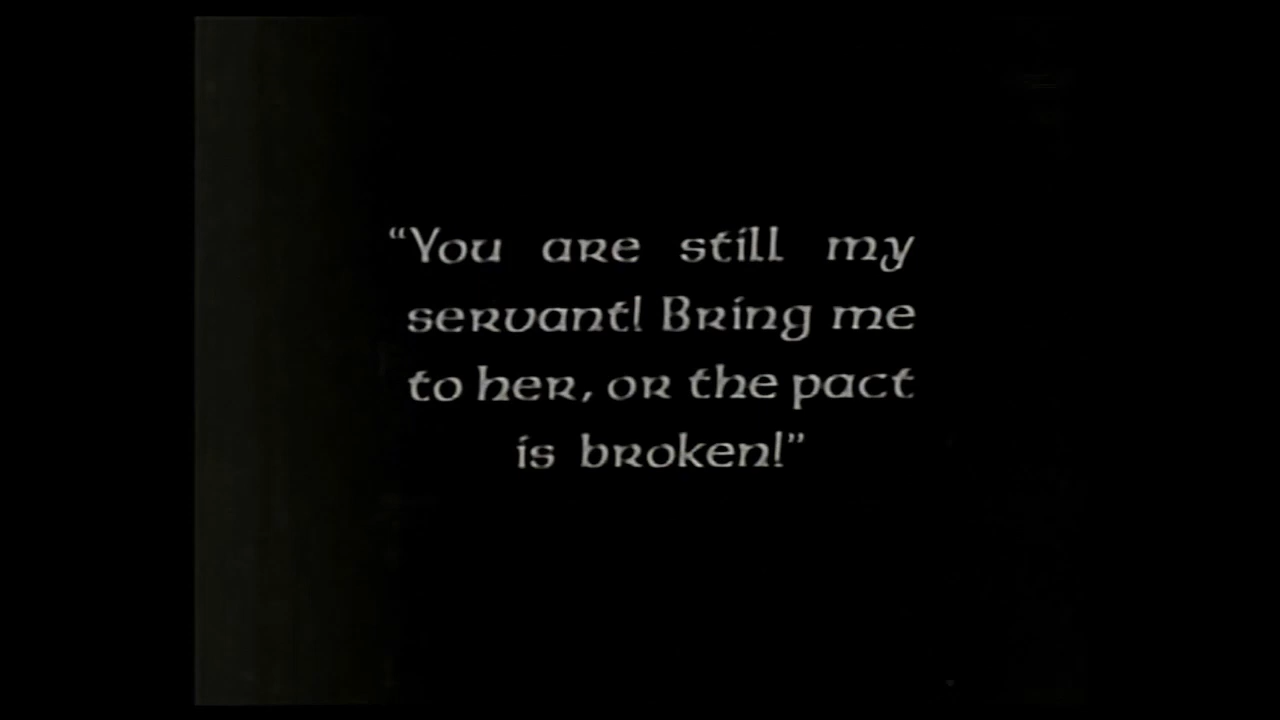 “You are still my
servant! Bring me
to her, or the pact
is broken!”